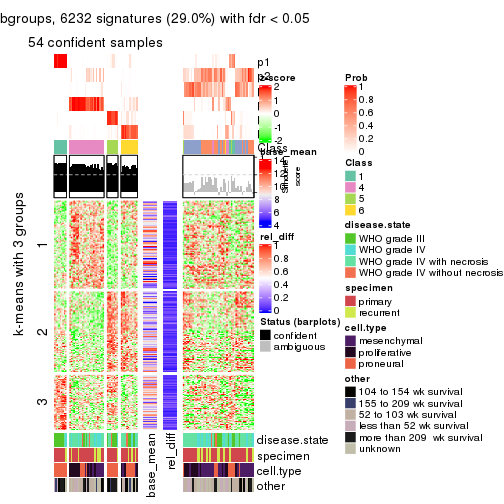 bgroups, 6232 signatures (29.0%) with fdr < 0.05
54 confident samples
p1
z-score
2
1
0
-1
-2
Class
base_mean
14
12
10
8
6
4
Silhouette
score
rel_diff
1
0.8
0.6
0.4
0.2
0
Status (barplots)
confident
ambiguous
Prob
1
0.8
0.6
0.4
0.2
0
Class
1
4
5
6
disease.state
WHO grade III
WHO grade IV
WHO grade IV with necrosis
WHO grade IV without necrosis
specimen
primary
recurrent
cell.type
mesenchymal
proliferative
proneural
other
104 to 154 wk survival
155 to 209 wk survival
52 to 103 wk survival
less than 52 wk survival
more than 209 wk survival
unknown
k-means with 3 groups
1
2
3
disease.state
specimen
cell.type
other
base_mean
rel_diff